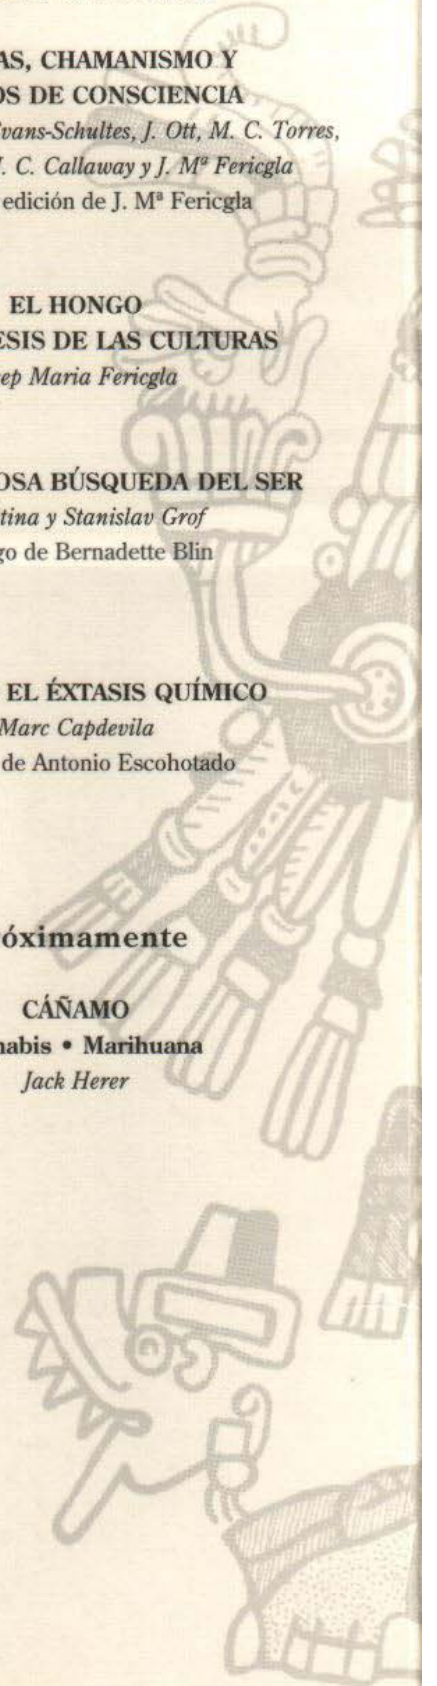 AS, CHAMANISMO Y
OS DE CONSCIENCIA
Evans-Schultes, J. Ott, M. C. Torres,
J. C. Callaway y J. Mª Fericgla
edición de J. Mª Fericgla
EL HONGO
ESIS DE LAS CULTURAS
ep Maria Fericgla
OSA BÚSQUEDA DEL SER
tina y Stanislav Grof
go de Bernadette Blin
EL ÉXTASIS QUÍMICO
Marc Capdevila
de Antonio Escohotado
óximamente
CÁÑAMO
nabis • Marihuana
Jack Herer